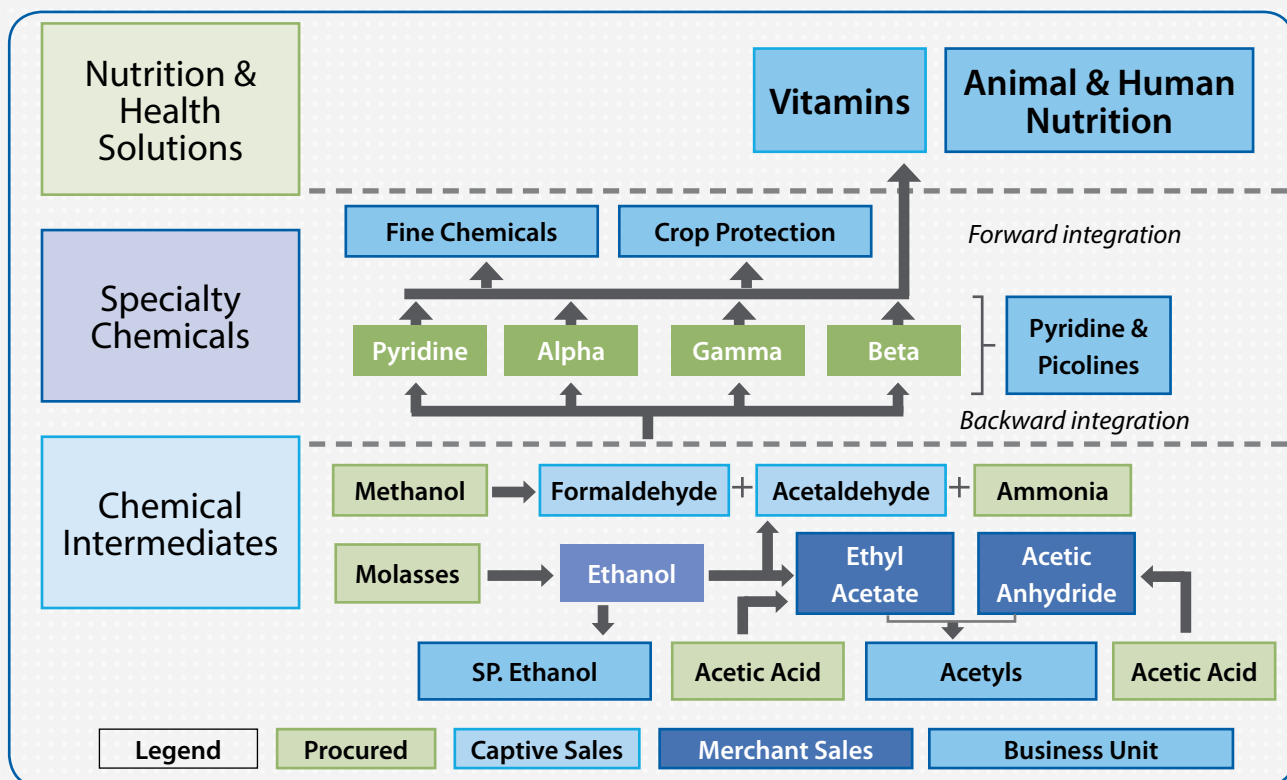 Nutrition &
Health
Solutions
Vitamins
Animal & Human
Nutrition
Specialty
Chemicals
Fine Chemicals
Crop Protection
Forward integration
Pyridine
Alpha
Gamma
Beta
Pyridine &
Picolines
Backward integration
Chemical
Intermediates
Methanol
Formaldehyde
+
Acetaldehyde
+
Ammonia
Molasses
Ethanol
Ethyl
Acetate
Acetic
Anhydride
SP. Ethanol
Acetic Acid
Acetyls
Acetic Acid
Legend
Procured
Captive Sales
Merchant Sales
Business Unit